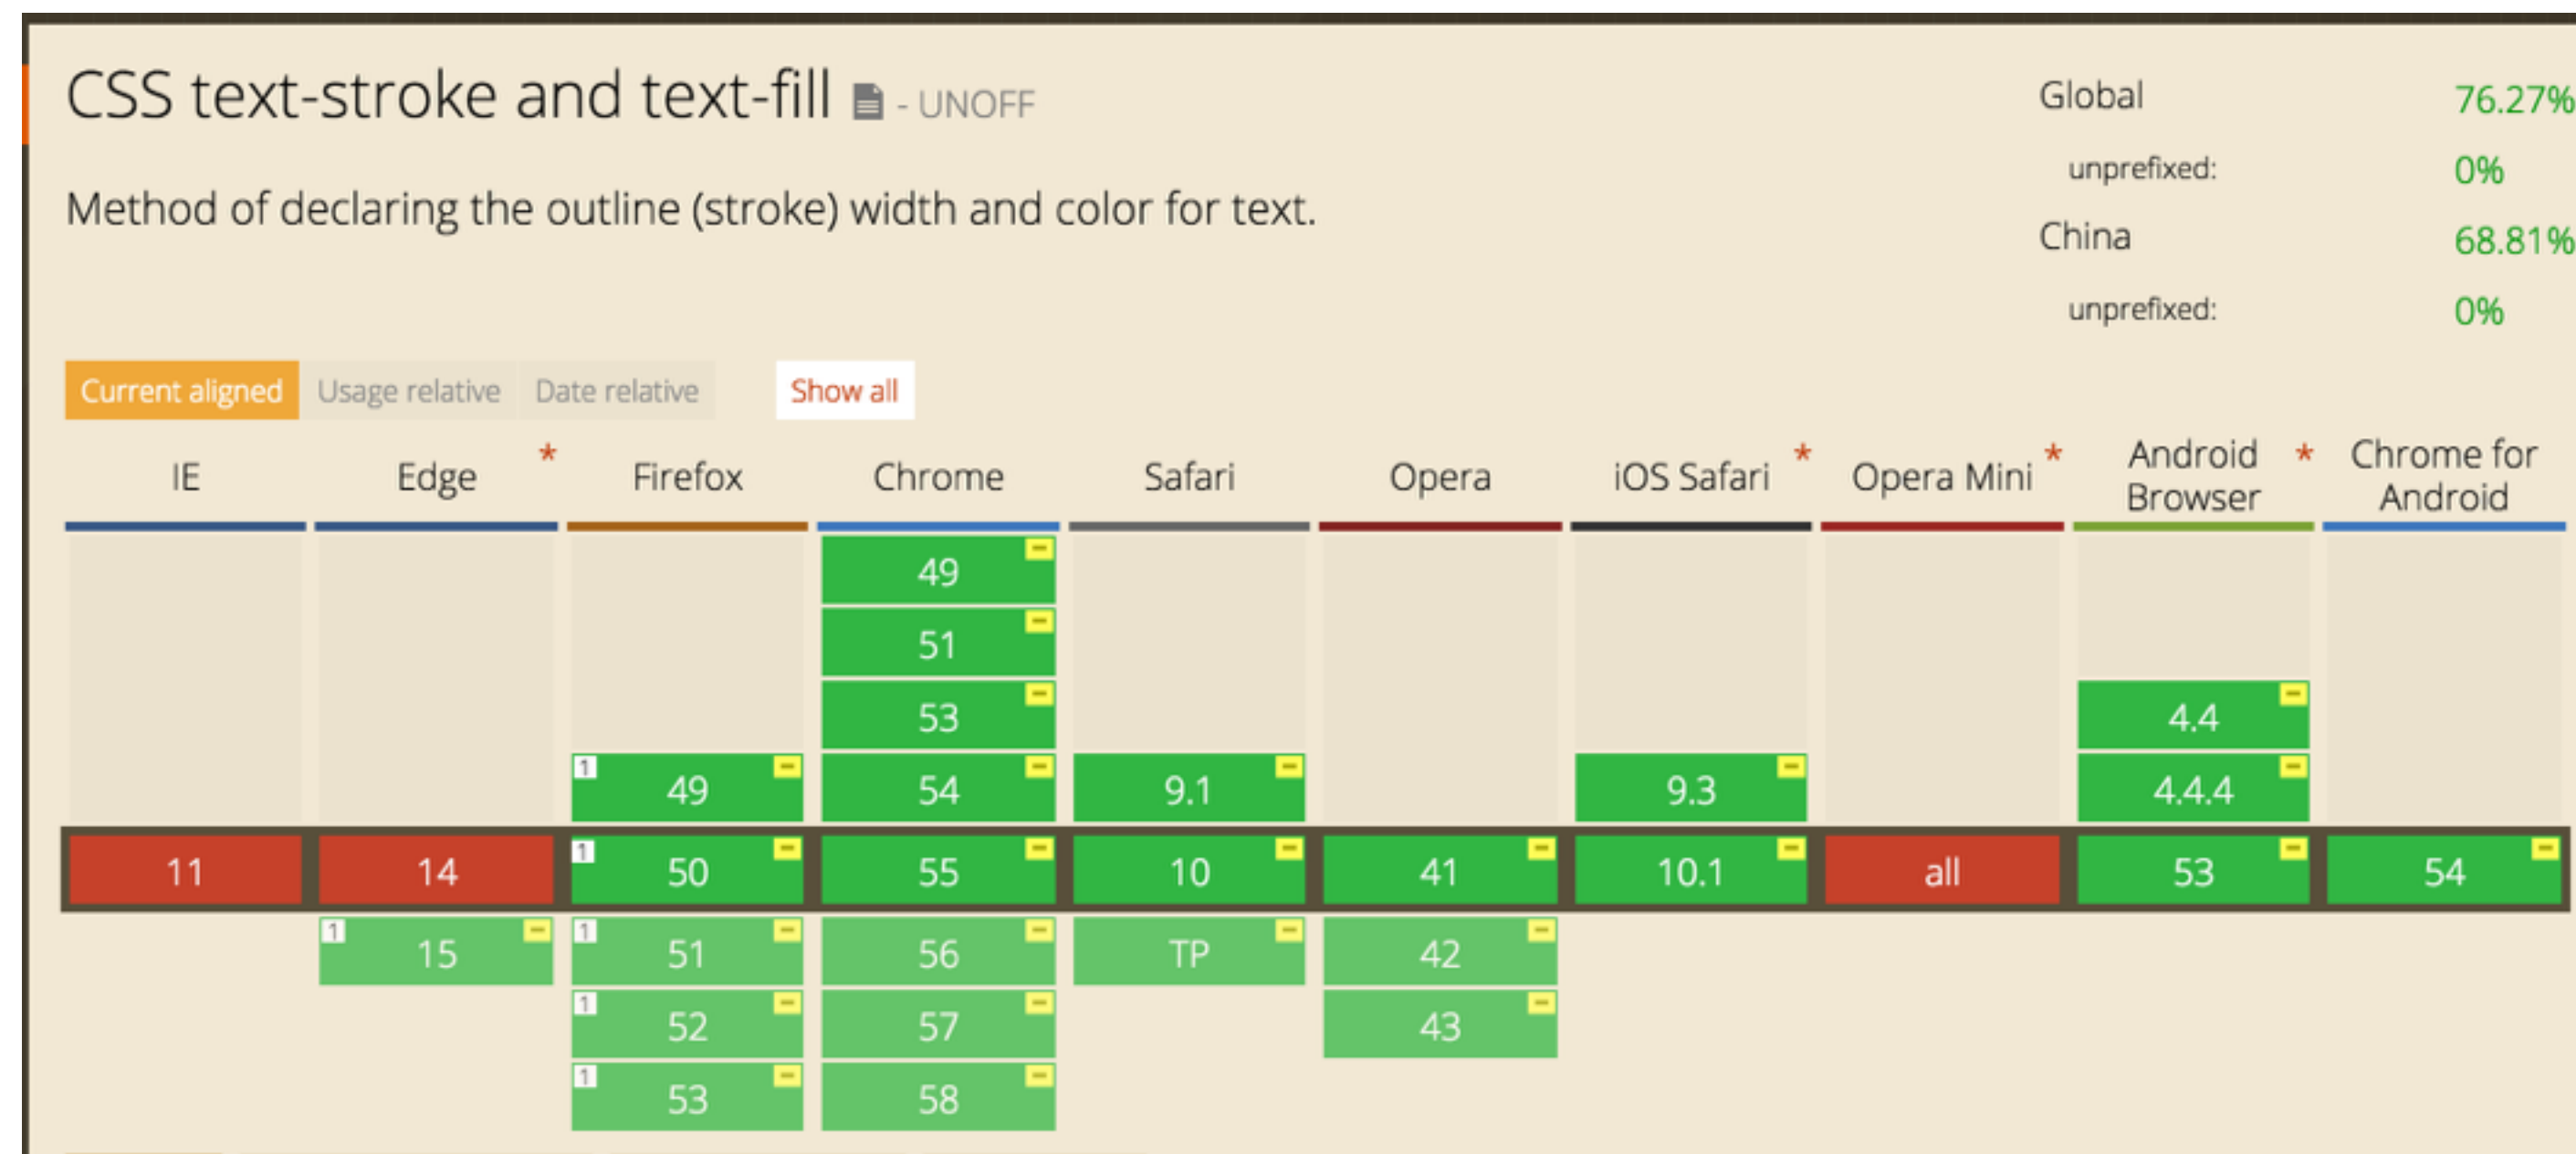 CSS text-stroke and text-fill - UNOFF
Global 76.27%
unprefixed: 0%
Method of declaring the outline (stroke) width and color for text.
China 68.81%
unprefixed: 0%
Current aligned Usage relative Date relative Show all
IE Edge * Firefox Chrome Safari Opera iOS Safari * Opera Mini * Android Browser * Chrome for Android
49
51
53 4.4
1 49 54 9.1 9.3 4.4.4
11 14 1 50 55 10 41 10.1 all 53 54
1 15 1 51 56 TP 42
1 52 57 43
1 53 58